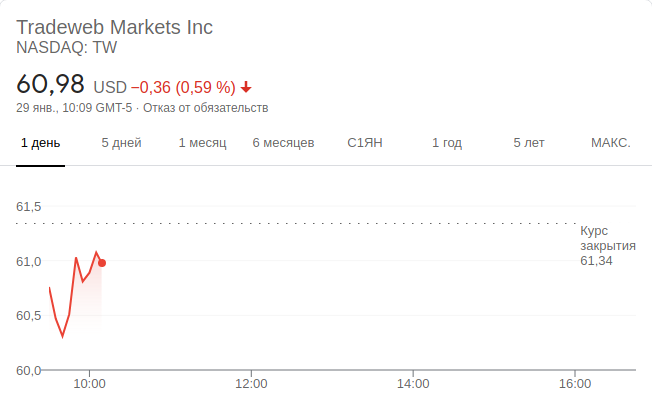 Tradeweb Markets Inc
NASDAQ: TW
60,98 USD −0,36 (0,59 %)
29 янв., 10:09 GMT-5 · Отказ от обязательств
1 день 5 дней 1 месяц 6 месяцев С1ЯН 1 год 5 лет МАКС.
61,5
Курс
закрытия
61,34
61,0
60,5
60,0
10:00 12:00 14:00 16:00